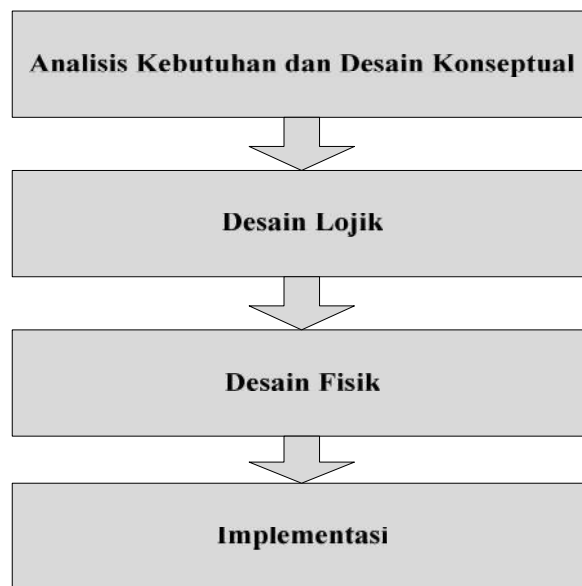 Analisis Kebutuhan dan Desain Konseptual
Desain Lojik
Desain Fisik
Implementasi